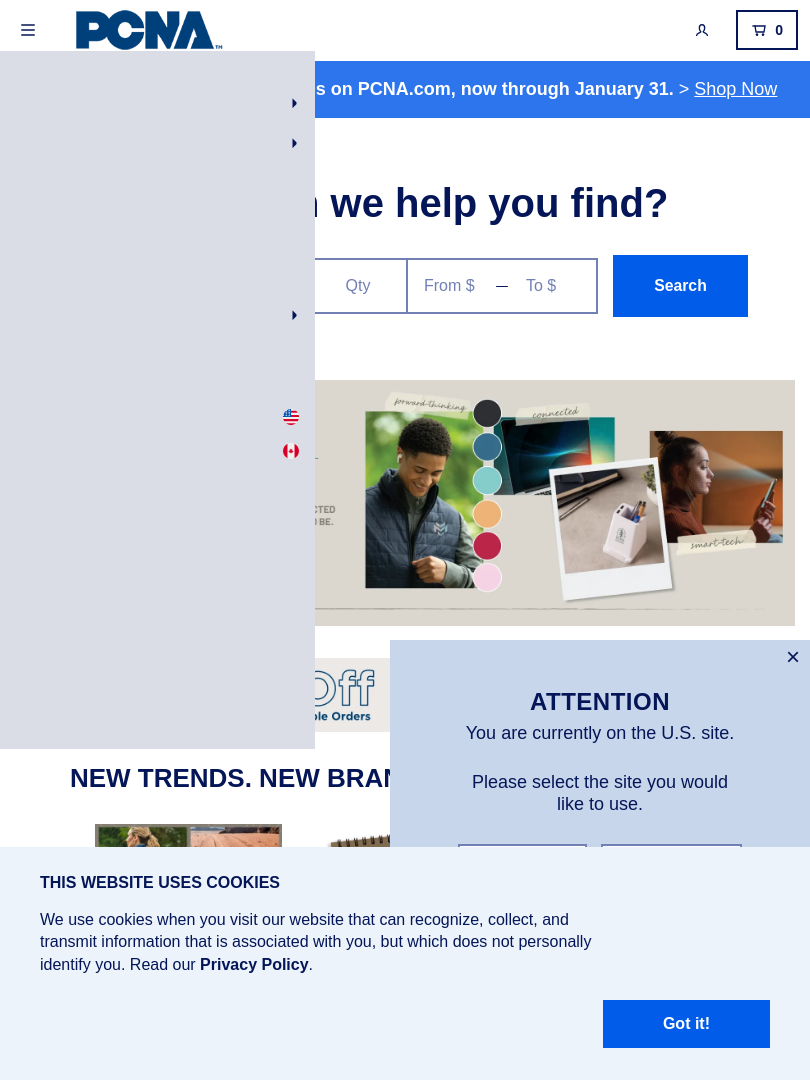 PCNA™
0
s on PCNA.com, now through January 31. > Shop Now
we help you find?
Qty
From $ — To $
Search
forward-thinking
connected
smart-tech
BE.
Off
Orders
×
ATTENTION
You are currently on the U.S. site.
Please select the site you would
like to use.
NEW TRENDS. NEW BRAN
THIS WEBSITE USES COOKIES
We use cookies when you visit our website that can recognize, collect, and
transmit information that is associated with you, but which does not personally
identify you. Read our Privacy Policy.
Got it!